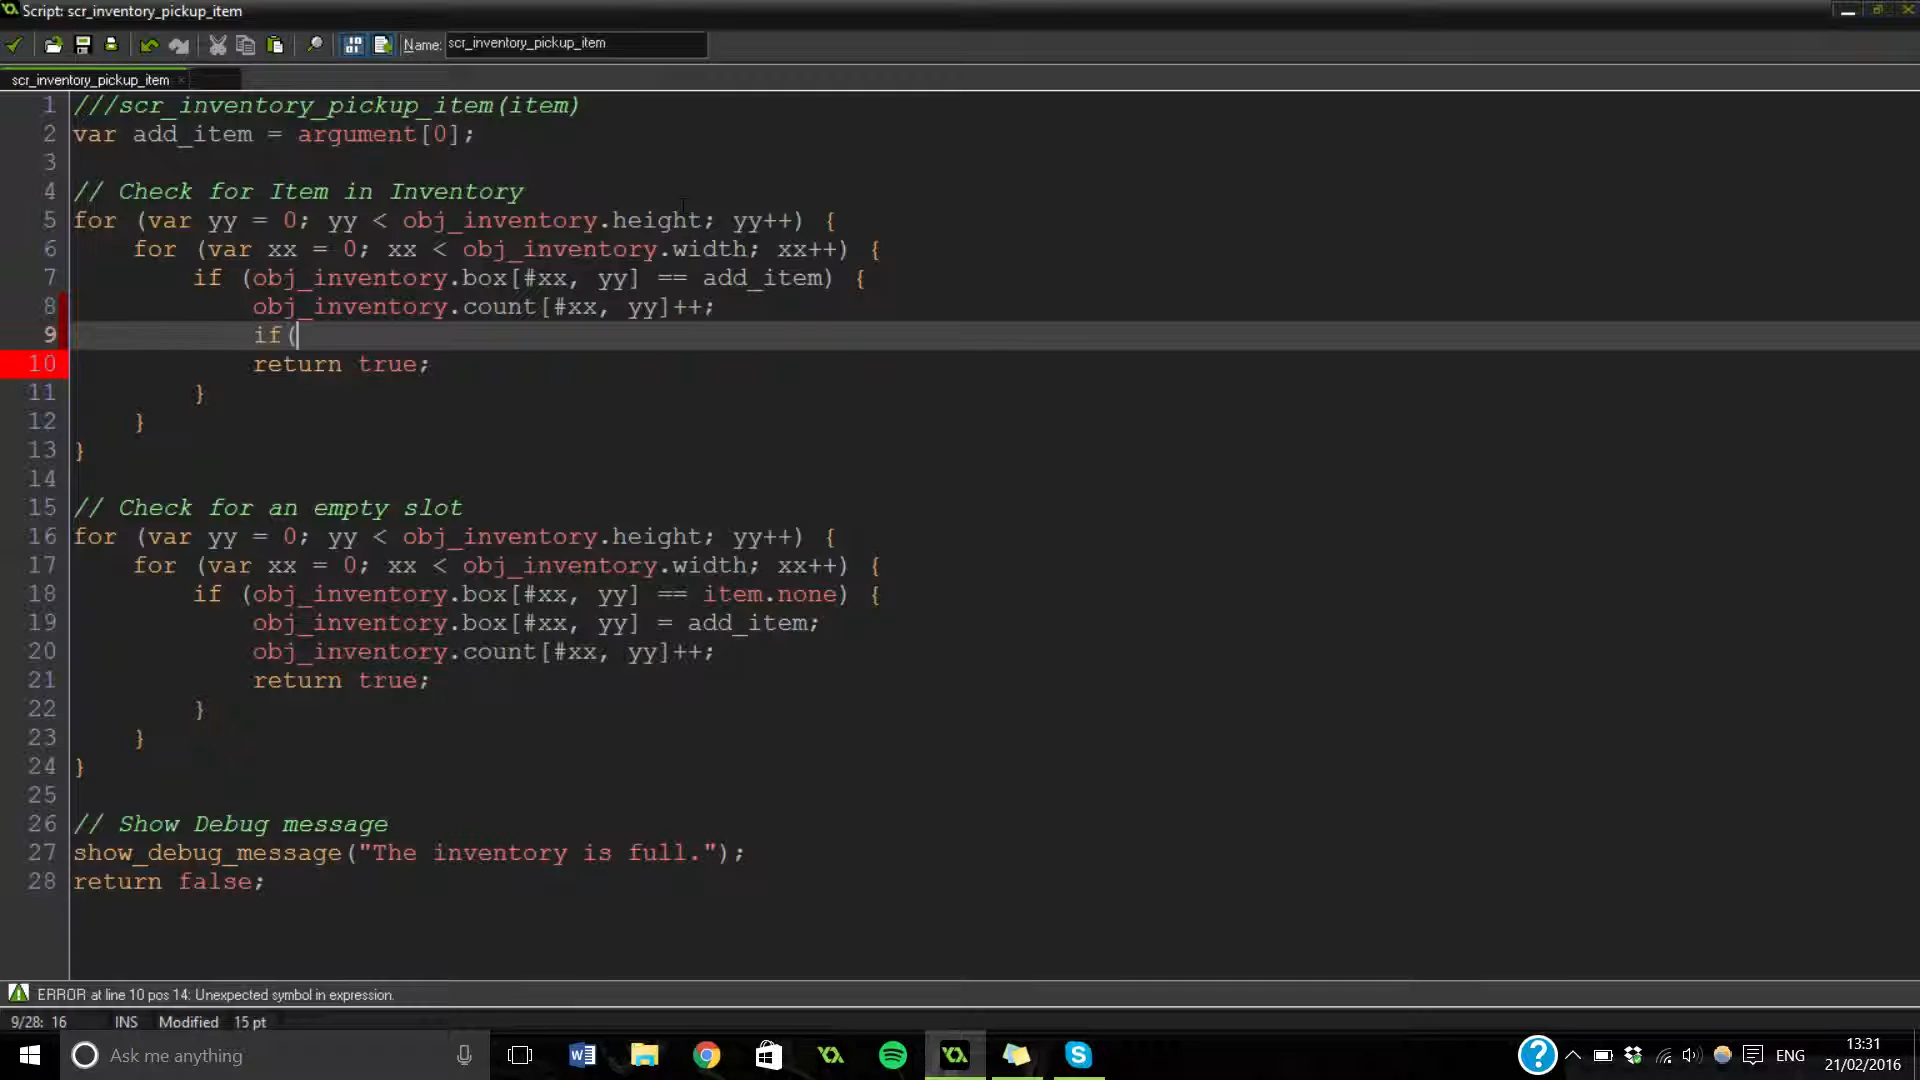 Script: scr_inventory_pickup_item
Name: scr_inventory_pickup_item
scr_inventory_pickup_item
1 ///scr_inventory_pickup_item(item)
2 var add_item = argument[0];
3
4 // Check for Item in Inventory
5 for (var yy = 0; yy < obj_inventory.height; yy++) {
6 for (var xx = 0; xx < obj_inventory.width; xx++) {
7 if (obj_inventory.box[#xx, yy] == add_item) {
8 obj_inventory.count[#xx, yy]++;
9 if(
10 return true;
11 }
12 }
13 }
14
15 // Check for an empty slot
16 for (var yy = 0; yy < obj_inventory.height; yy++) {
17 for (var xx = 0; xx < obj_inventory.width; xx++) {
18 if (obj_inventory.box[#xx, yy] == item.none) {
19 obj_inventory.box[#xx, yy] = add_item;
20 obj_inventory.count[#xx, yy]++;
21 return true;
22 }
23 }
24 }
25
26 // Show Debug message
27 show_debug_message("The inventory is full.");
28 return false;
ERROR at line 10 pos 14: Unexpected symbol in expression.
9/28: 16 INS Modified 15 pt
Ask me anything
ENG
13:31
21/02/2016